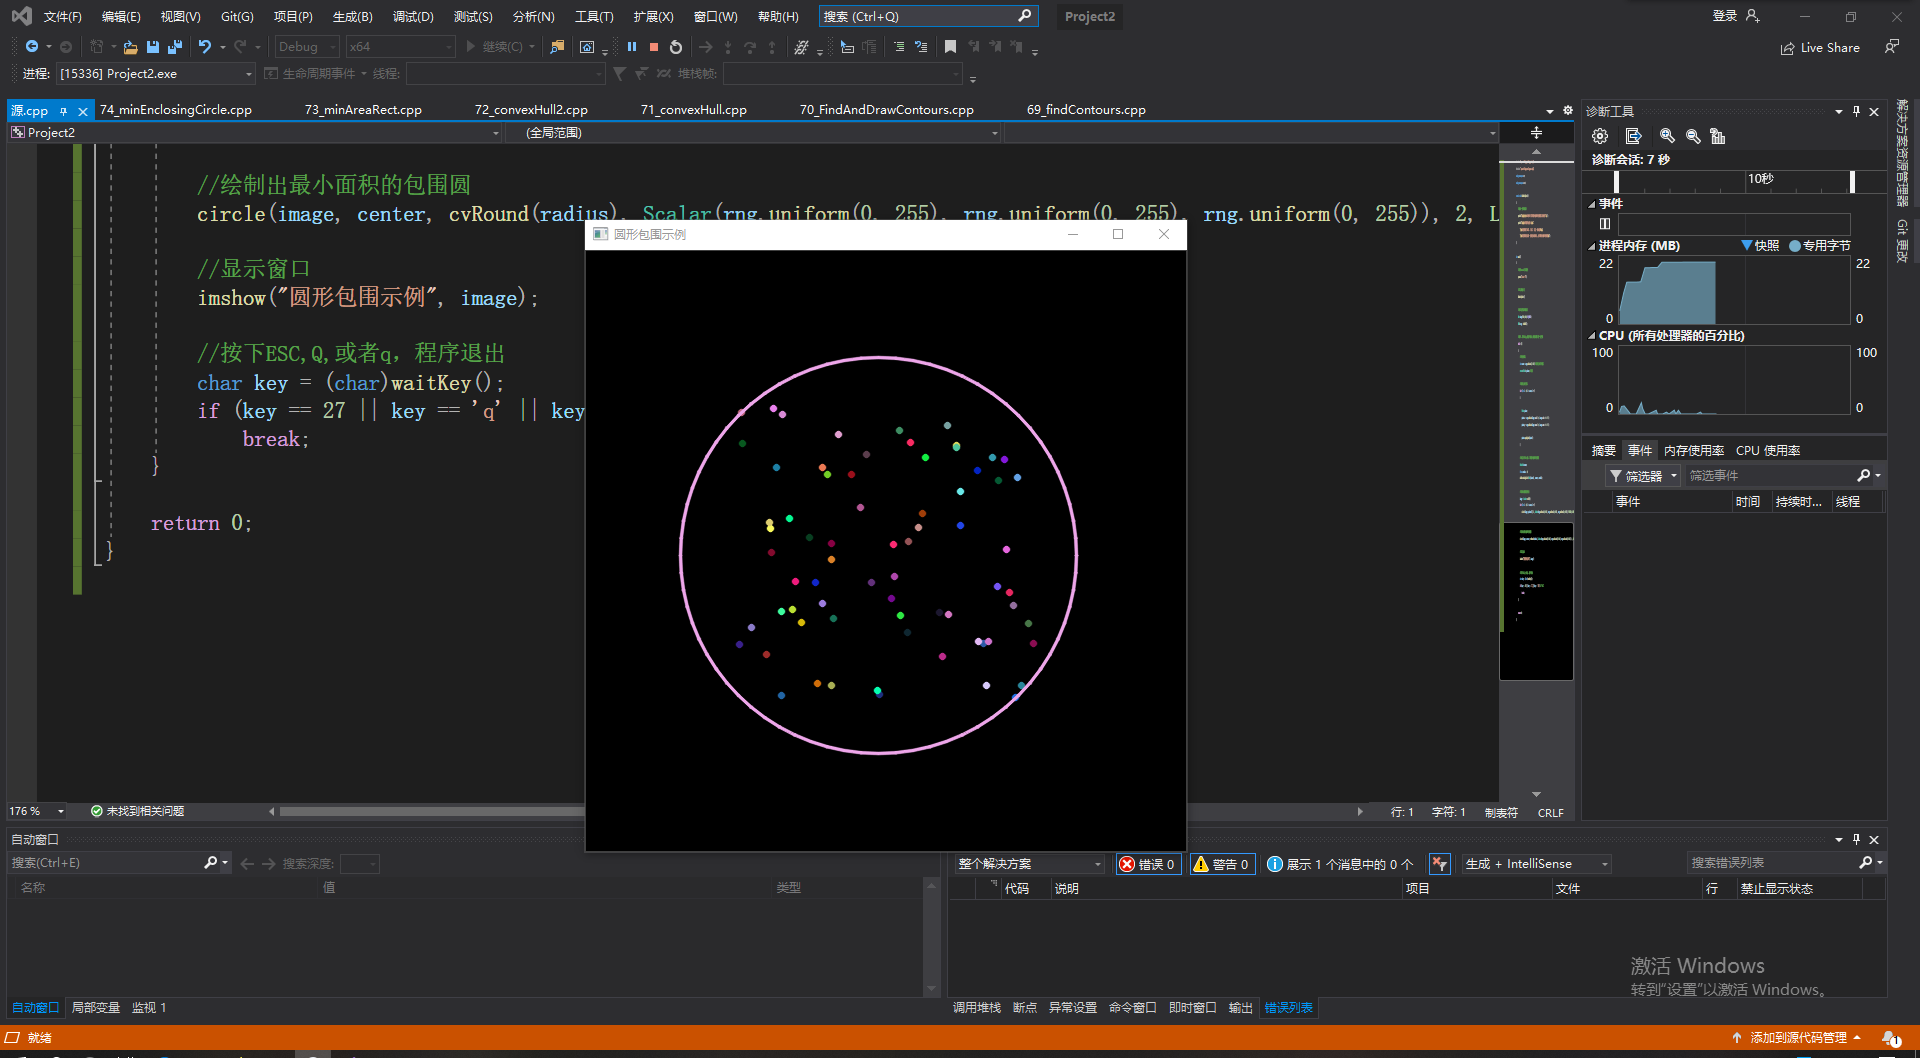 文件(F) 编辑(E) 视图(V) Git(G) 项目(P) 生成(B) 调试(D) 测试(S) 分析(N) 工具(T) 扩展(X) 窗口(W) 帮助(H) 搜索 (Ctrl+Q) Project2 登录
Debug x64 继续(C) Live Share
进程: [15336] Project2.exe 生命周期事件 线程: 堆栈帧:
源.cpp 74_minEnclosingCircle.cpp 73_minAreaRect.cpp 72_convexHull2.cpp 71_convexHull.cpp 70_FindAndDrawContours.cpp 69_findContours.cpp
Project2 (全局范围)
//绘制出最小面积的包围圆
circle(image, center, cvRound(radius), Scalar(rng.uniform(0, 255), rng.uniform(0, 255), rng.uniform(0, 255)), 2, L
圆形包围示例
//显示窗口
imshow("圆形包围示例", image);
//按下ESC,Q,或者q，程序退出
char key = (char)waitKey();
if (key == 27 || key == 'q' || key
break;
}
return 0;
}
176 % 未找到相关问题 行: 1 字符: 1 制表符 CRLF
诊断工具
诊断会话: 7 秒
10秒
事件
进程内存 (MB) 快照 专用字节
22 22
0 0
CPU (所有处理器的百分比)
100 100
0 0
摘要 事件 内存使用率 CPU 使用率
筛选器 筛选事件
事件 时间 持续时... 线程
解决方案资源管理器
Git 更改
自动窗口
搜索(Ctrl+E) 搜索深度:
名称 值 类型
自动窗口 局部变量 监视 1
整个解决方案 错误 0 警告 0 展示 1 个消息中的 0 个 生成 + IntelliSense 搜索错误列表
代码 说明 项目 文件 行 禁止显示状态
激活 Windows
转到"设置"以激活 Windows。
调用堆栈 断点 异常设置 命令窗口 即时窗口 输出 错误列表
就绪 添加到源代码管理 1